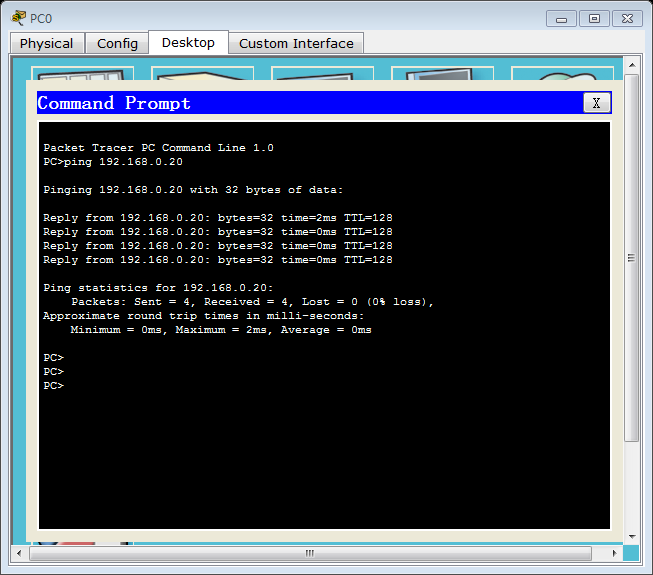 PC0
Physical Config Desktop Custom Interface
Command Prompt X
Packet Tracer PC Command Line 1.0
PC>ping 192.168.0.20
Pinging 192.168.0.20 with 32 bytes of data:
Reply from 192.168.0.20: bytes=32 time=2ms TTL=128
Reply from 192.168.0.20: bytes=32 time=0ms TTL=128
Reply from 192.168.0.20: bytes=32 time=0ms TTL=128
Reply from 192.168.0.20: bytes=32 time=0ms TTL=128
Ping statistics for 192.168.0.20:
Packets: Sent = 4, Received = 4, Lost = 0 (0% loss),
Approximate round trip times in milli-seconds:
Minimum = 0ms, Maximum = 2ms, Average = 0ms
PC>
PC>
PC>